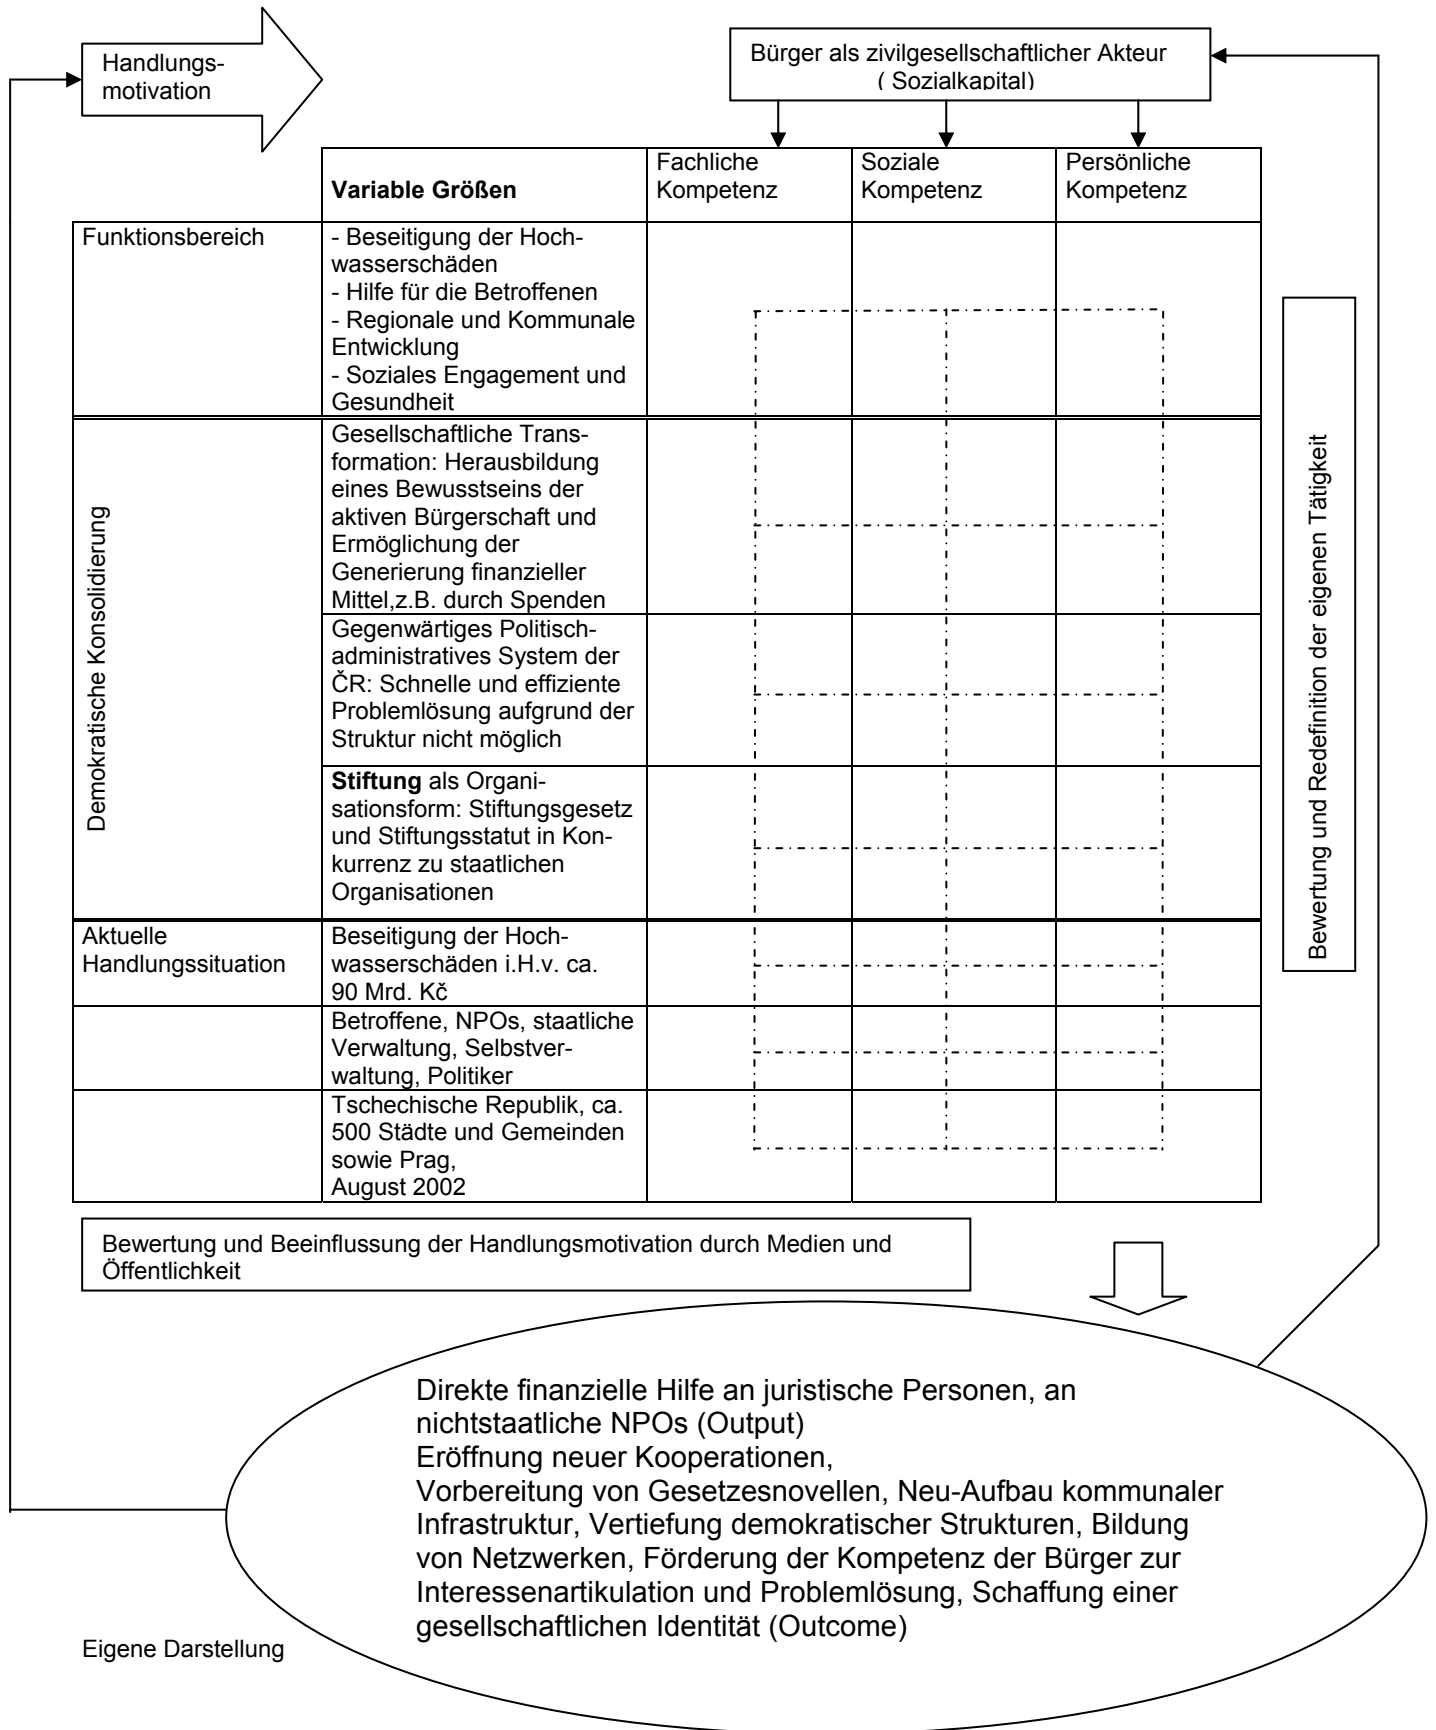 Handlungs-
motivation
Bürger als zivilgesellschaftlicher Akteur
( Sozialkapital)
Variable Größen
Fachliche
Kompetenz
Soziale
Kompetenz
Persönliche
Kompetenz
Funktionsbereich
- Beseitigung der Hoch-
wasserschäden
- Hilfe für die Betroffenen
- Regionale und Kommunale
Entwicklung
- Soziales Engagement und
Gesundheit
Demokratische Konsolidierung
Gesellschaftliche Trans-
formation: Herausbildung
eines Bewusstseins der
aktiven Bürgerschaft und
Ermöglichung der
Generierung finanzieller
Mittel,z.B. durch Spenden
Gegenwärtiges Politisch-
administratives System der
ČR: Schnelle und effiziente
Problemlösung aufgrund der
Struktur nicht möglich
Stiftung als Organi-
sationsform: Stiftungsgesetz
und Stiftungsstatut in Kon-
kurrenz zu staatlichen
Organisationen
Aktuelle
Handlungssituation
Beseitigung der Hoch-
wasserschäden i.H.v. ca.
90 Mrd. Kč
Betroffene, NPOs, staatliche
Verwaltung, Selbstver-
waltung, Politiker
Tschechische Republik, ca.
500 Städte und Gemeinden
sowie Prag,
August 2002
Bewertung und Redefinition der eigenen Tätigkeit
Bewertung und Beeinflussung der Handlungsmotivation durch Medien und
Öffentlichkeit
Direkte finanzielle Hilfe an juristische Personen, an
nichtstaatliche NPOs (Output)
Eröffnung neuer Kooperationen,
Vorbereitung von Gesetzesnovellen, Neu-Aufbau kommunaler
Infrastruktur, Vertiefung demokratischer Strukturen, Bildung
von Netzwerken, Förderung der Kompetenz der Bürger zur
Interessenartikulation und Problemlösung, Schaffung einer
gesellschaftlichen Identität (Outcome)
Eigene Darstellung